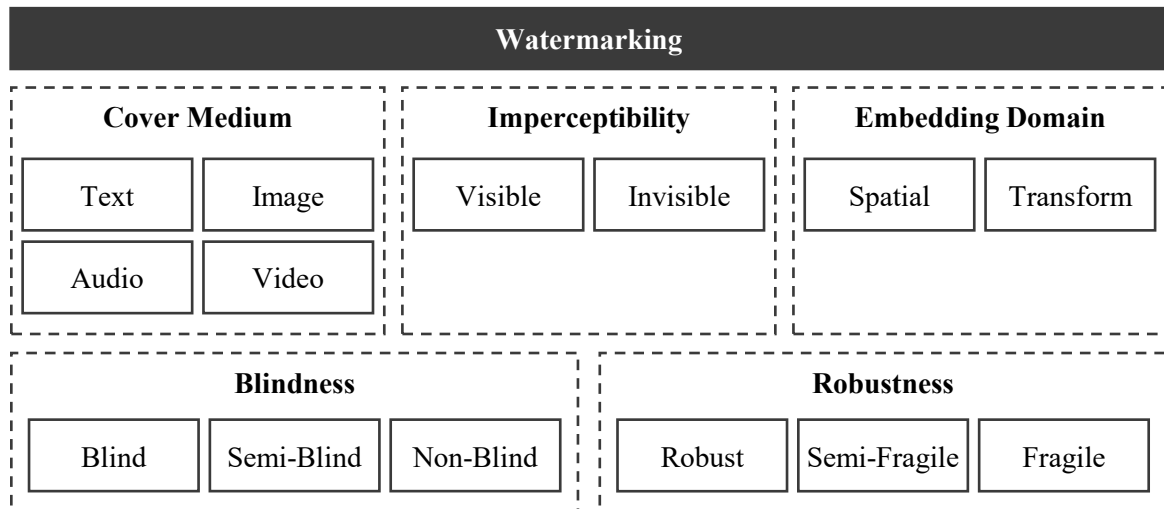 Watermarking
Cover Medium
Text Image
Audio Video
Imperceptibility
Visible Invisible
Embedding Domain
Spatial Transform
Blindness
Blind Semi-Blind Non-Blind
Robustness
Robust Semi-Fragile Fragile